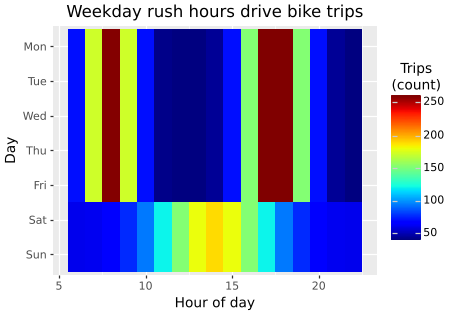 Weekday rush hours drive bike trips
Mon
Tue
Wed
Thu
Fri
Sat
Sun
Day
5 10 15 20
Hour of day
Trips
(count)
250
200
150
100
50